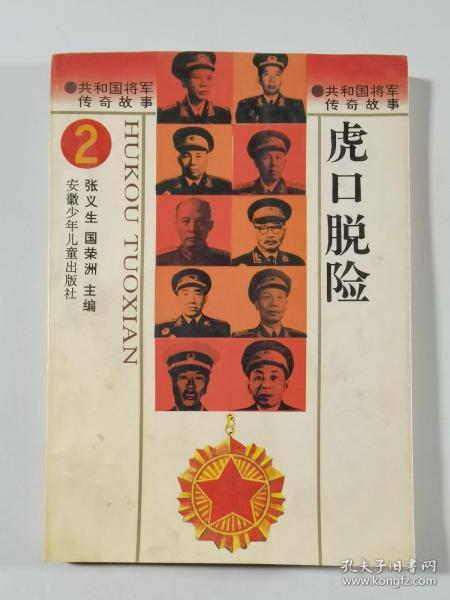 ●共和国将军
传奇故事
●共和国将军
传奇故事
2
张义生 国荣洲 主编
安徽少年儿童出版社
HUKOU TUOXIAN
虎口脱险
孔夫子旧书网
www.kongfz.com